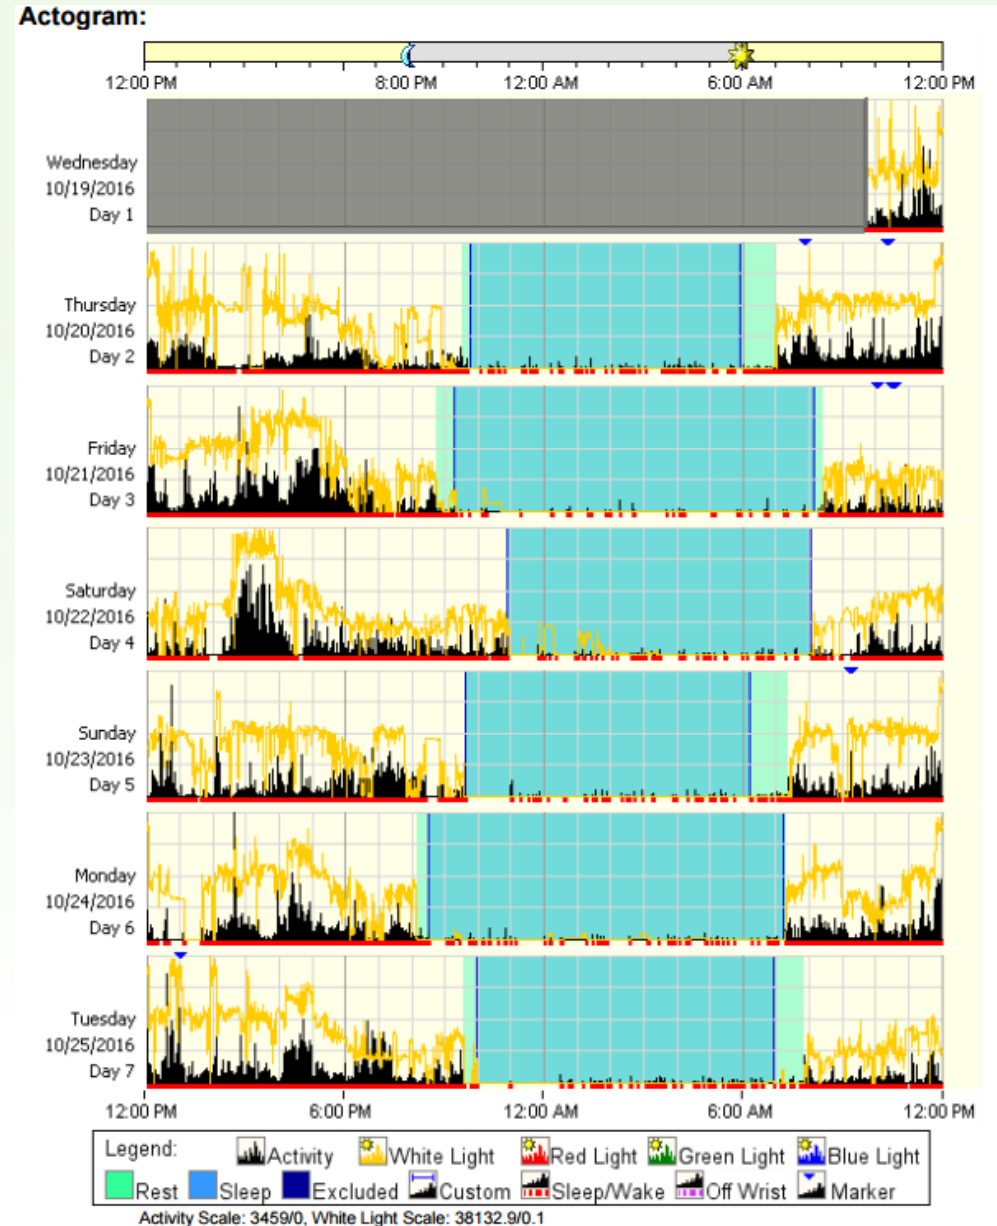 Actogram:
12:00 PM 8:00 PM 12:00 AM 6:00 AM 12:00 PM
Wednesday
10/19/2016
Day 1
Thursday
10/20/2016
Day 2
Friday
10/21/2016
Day 3
Saturday
10/22/2016
Day 4
Sunday
10/23/2016
Day 5
Monday
10/24/2016
Day 6
Tuesday
10/25/2016
Day 7
12:00 PM 6:00 PM 12:00 AM 6:00 AM 12:00 PM
Legend: Activity White Light Red Light Green Light Blue Light
Rest Sleep Excluded Custom Sleep/Wake Off Wrist Marker
Activity Scale: 3459/0, White Light Scale: 38132.9/0.1